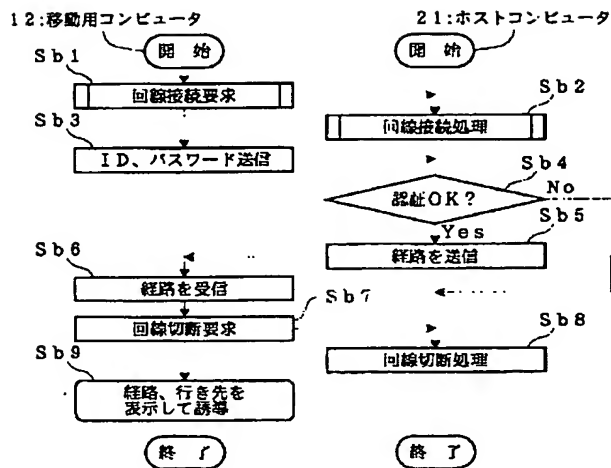 12:移動用コンピュータ
21:ホストコンピュータ
開 始
開 始
Sb1
Sb2
回線接続要求
回線接続処理
Sb3
ID、パスワード送信
Sb4
認証OK?
No
Sb5
Yes
経路を送信
Sb6
経路を受信
Sb7
回線切断要求
Sb8
回線切断処理
Sb9
経路、行き先を
表示して誘導
終 了
終 了